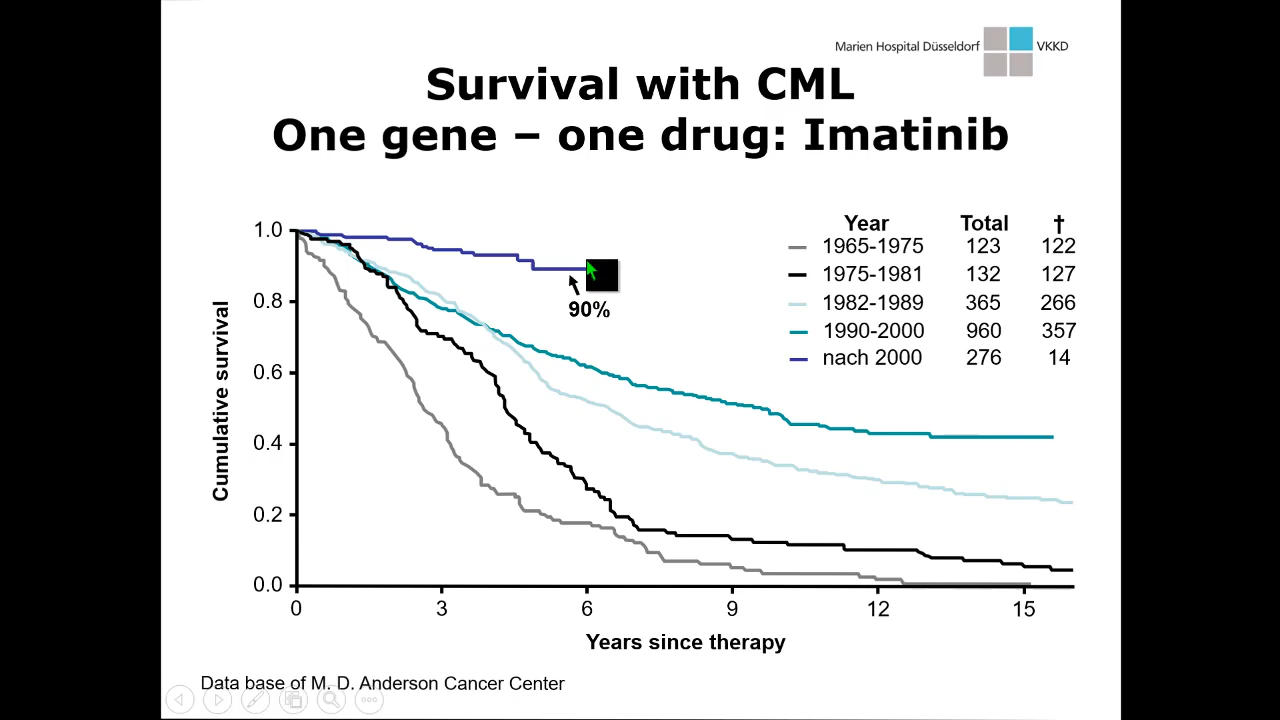 Marien Hospital Düsseldorf VKKD
Survival with CML
One gene – one drug: Imatinib
Year Total †
1965-1975 123 122
1975-1981 132 127
1982-1989 365 266
1990-2000 960 357
nach 2000 276 14
1.0
0.8
0.6
0.4
0.2
0.0
Cumulative survival
90%
0 3 6 9 12 15
Years since therapy
Data base of M. D. Anderson Cancer Center